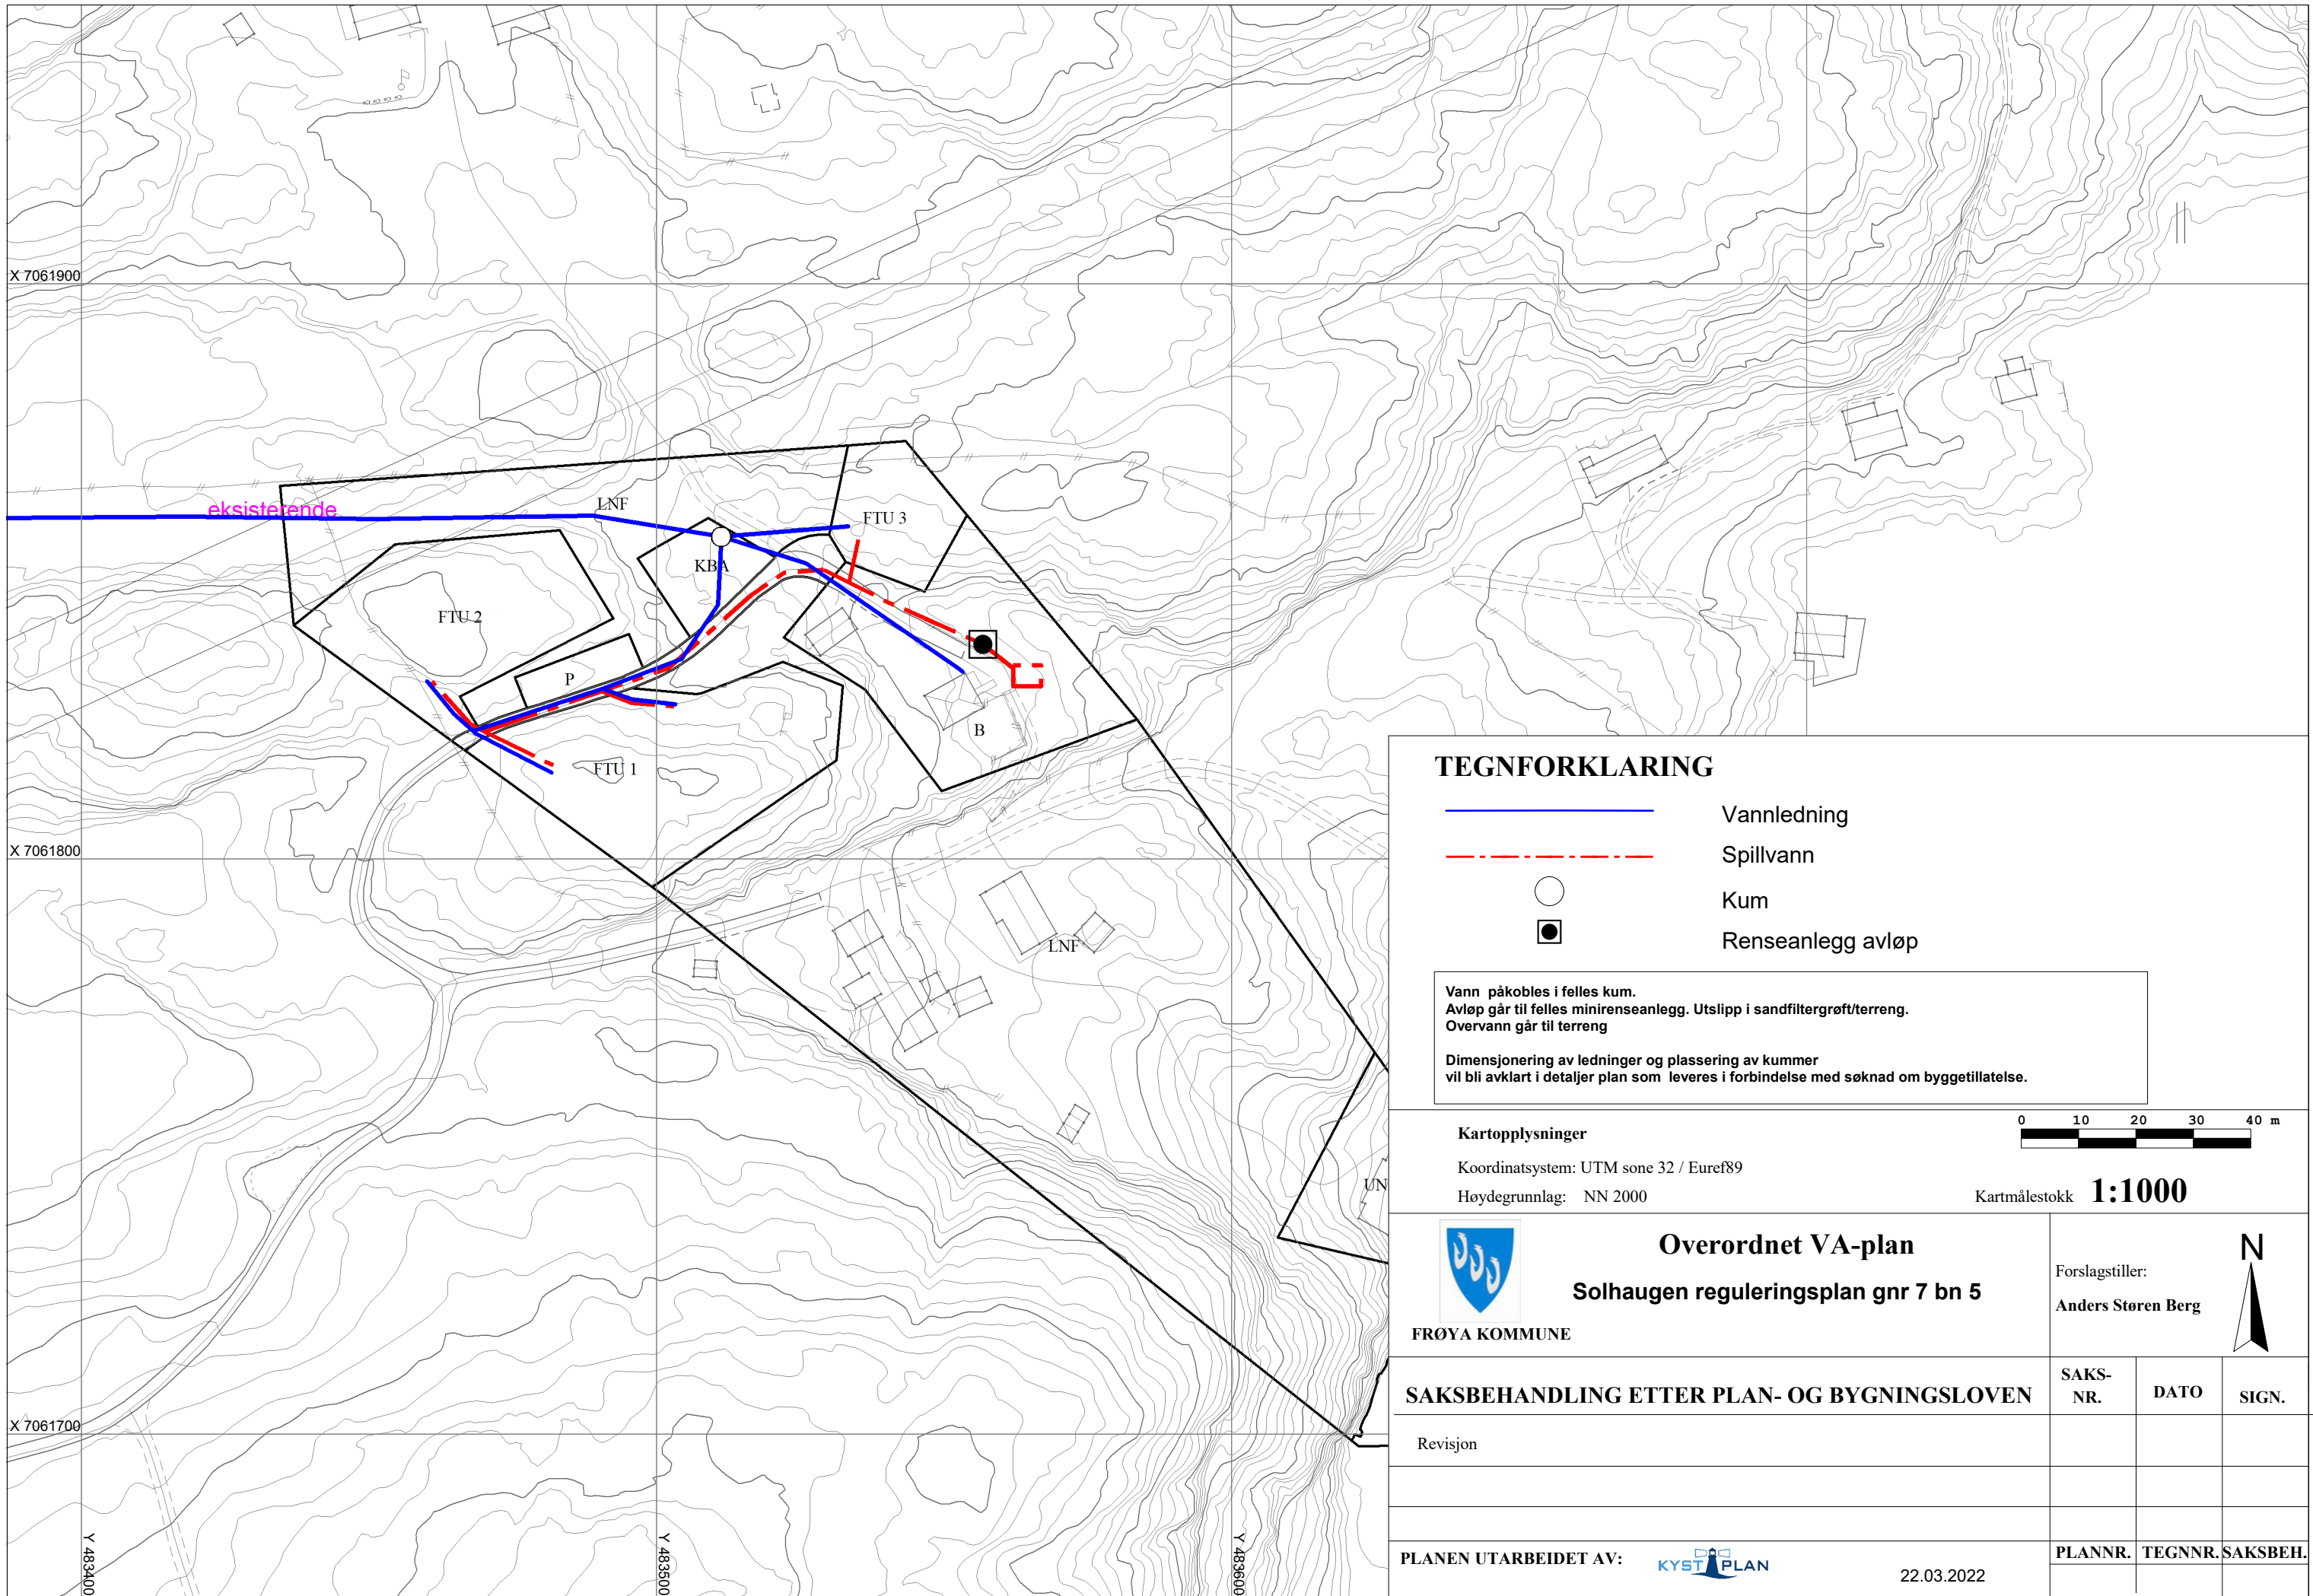 X 7061900
eksisterende
LNF
FTU 3
KBA
FTU 2
P
B
FTU 1
X 7061800
LNF
UN
X 7061700
Y 483400
Y 483500
Y 483600
TEGNFORKLARING
Vannledning
Spillvann
Kum
Renseanlegg avløp
Vann påkobles i felles kum.
Avløp går til felles minirenseanlegg. Utslipp i sandfiltergrøft/terreng.
Overvann går til terreng
Dimensjonering av ledninger og plassering av kummer
vil bli avklart i detaljer plan som leveres i forbindelse med søknad om byggetillatelse.
Kartopplysninger
0 10 20 30 40 m
Koordinatsystem: UTM sone 32 / Euref89
Høydegrunnlag: NN 2000
Kartmålestokk 1:1000
Overordnet VA-plan
Solhaugen reguleringsplan gnr 7 bn 5
FRØYA KOMMUNE
Forslagstiller:
Anders Støren Berg
N
SAKSBEHANDLING ETTER PLAN- OG BYGNINGSLOVEN
SAKS-
NR.
DATO
SIGN.
Revisjon
PLANEN UTARBEIDET AV:
KYST PLAN
22.03.2022
PLANNR.
TEGNNR.
SAKSBEH.